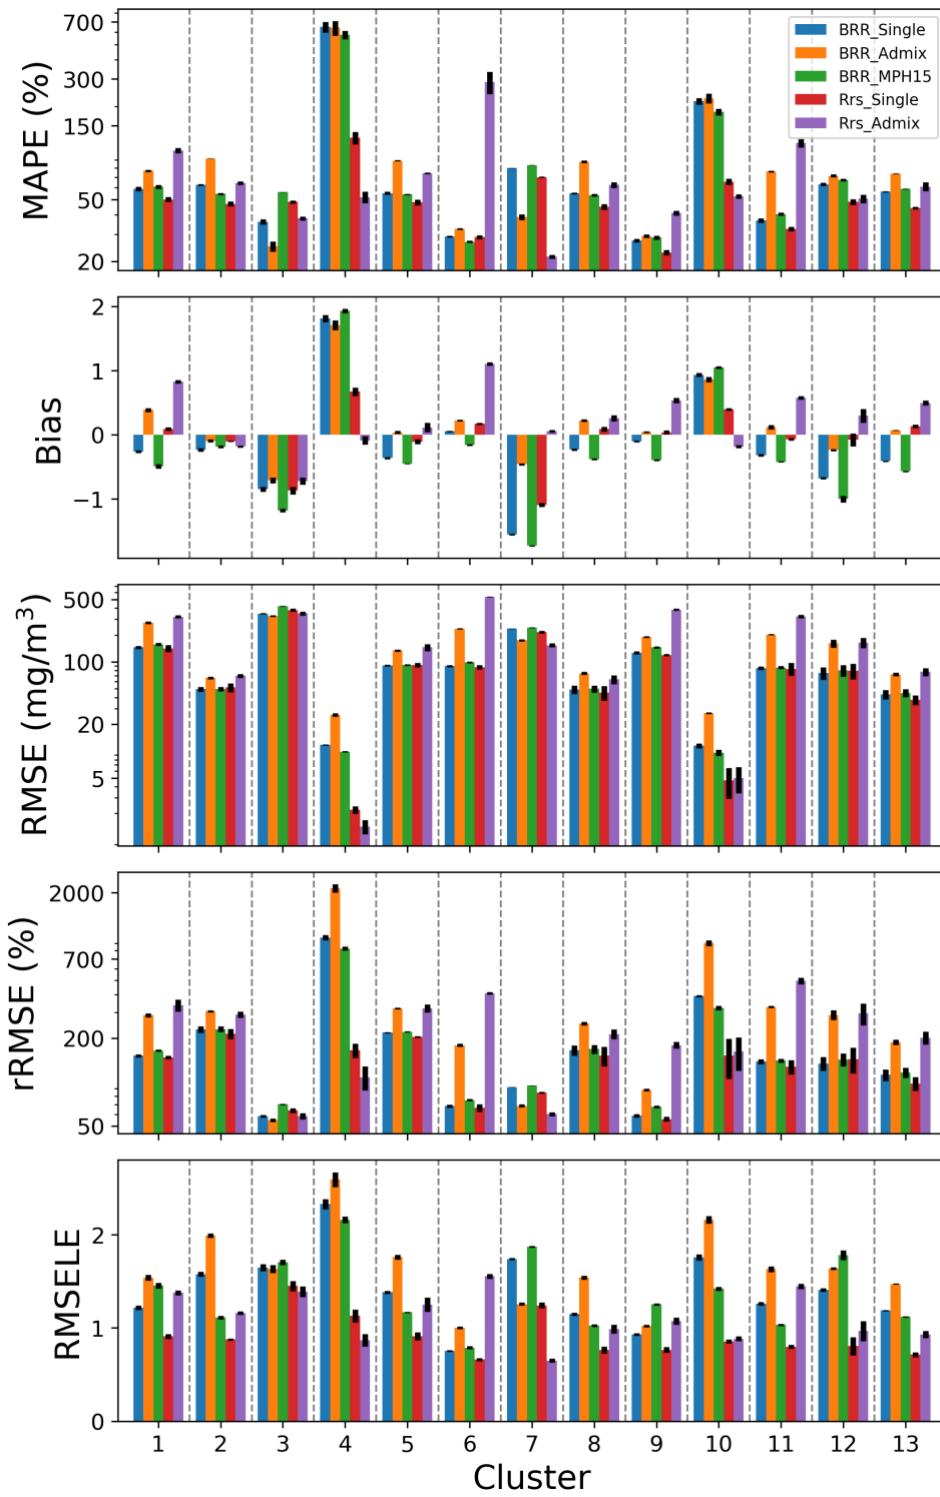 MAPE (%)
700
300
150
50
20
BRR_Single
BRR_Admix
BRR_MPH15
Rrs_Single
Rrs_Admix
Bias
2
1
0
−1
RMSE (mg/m³)
500
100
20
5
rRMSE (%)
2000
700
200
50
RMSELE
2
1
0
1 2 3 4 5 6 7 8 9 10 11 12 13
Cluster